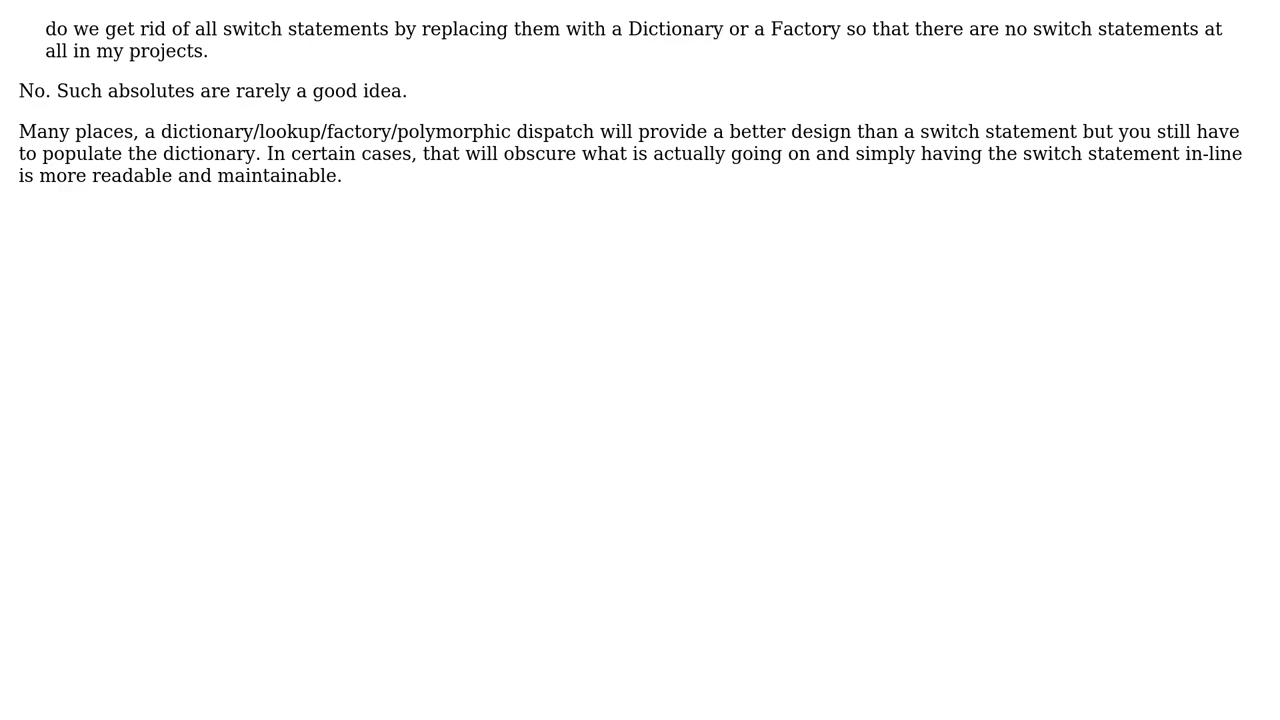 do we get rid of all switch statements by replacing them with a Dictionary or a Factory so that there are no switch statements at
all in my projects.
No. Such absolutes are rarely a good idea.
Many places, a dictionary/lookup/factory/polymorphic dispatch will provide a better design than a switch statement but you still have
to populate the dictionary. In certain cases, that will obscure what is actually going on and simply having the switch statement in-line
is more readable and maintainable.